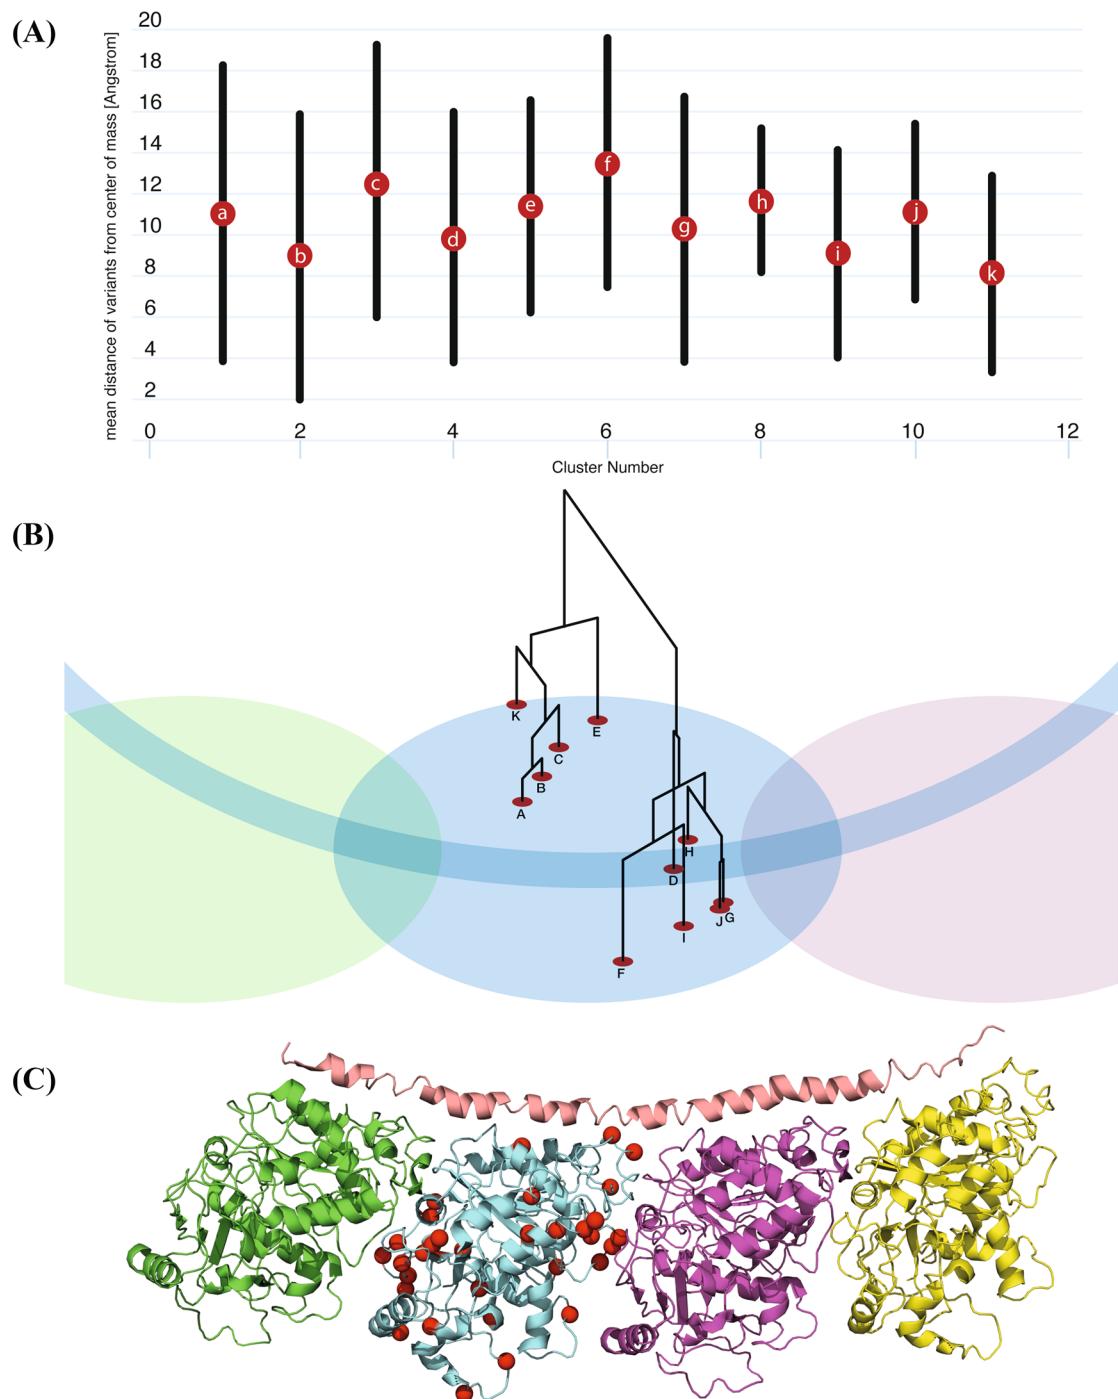 (A)
mean distance of variants from center of mass [Angstrom]
20
18
16
14
12
10
8
6
4
2
a
b
c
d
e
f
g
h
i
j
k
0 2 4 6 8 10 12
Cluster Number
(B)
K
E
C
B
A
H
D
G
J
I
F
(C)